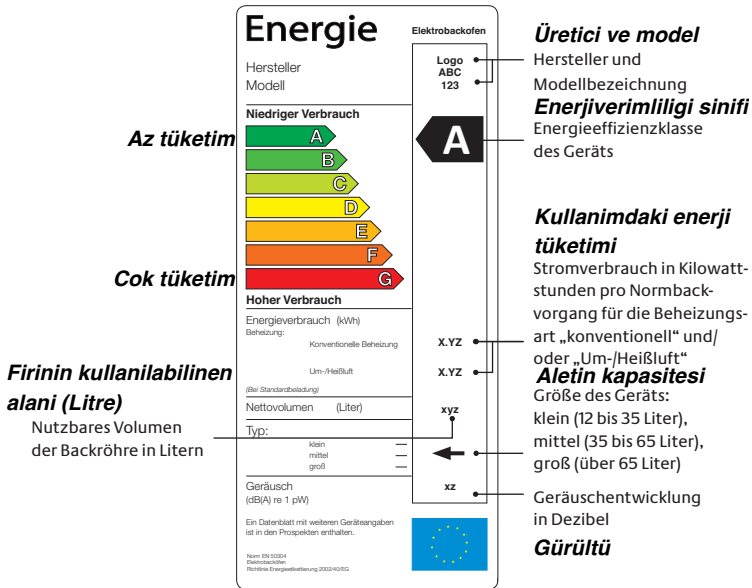 Energie
Elektrobackofen
Hersteller
Modell
Logo
ABC
123
Niedriger Verbrauch
A
B
C
D
E
F
G
A
Hoher Verbrauch
Energieverbrauch (kWh)
Beheizung:
Konventionelle Beheizung
X.YZ
Um-/Heißluft
X.YZ
(Bei Standardbeladung)
Nettovolumen (Liter)
xyz
Typ:
klein —
mittel —
groß —
Geräusch
(dB(A) re 1 pW)
xz
Ein Datenblatt mit weiteren Geräteangaben
ist in den Prospekten enthalten.
Norm EN 50304
Elektrobacköfen
Richtlinie Energieetikettierung 2002/40/EG
Az tüketim
Cok tüketim
Firinin kullanilabilinen
alani (Litre)
Nutzbares Volumen
der Backröhre in Litern
Üretici ve model
Hersteller und
Modellbezeichnung
Enerjiverimliligi sinifi
Energieeffizienzklasse
des Geräts
Kullanimdaki enerji
tüketimi
Stromverbrauch in Kilowatt-
stunden pro Normback-
vorgang für die Beheizungs-
art „konventionell“ und/
oder „Um-/Heißluft“
Aletin kapasitesi
Größe des Geräts:
klein (12 bis 35 Liter),
mittel (35 bis 65 Liter),
groß (über 65 Liter)
Geräuschentwicklung
in Dezibel
Gürültü